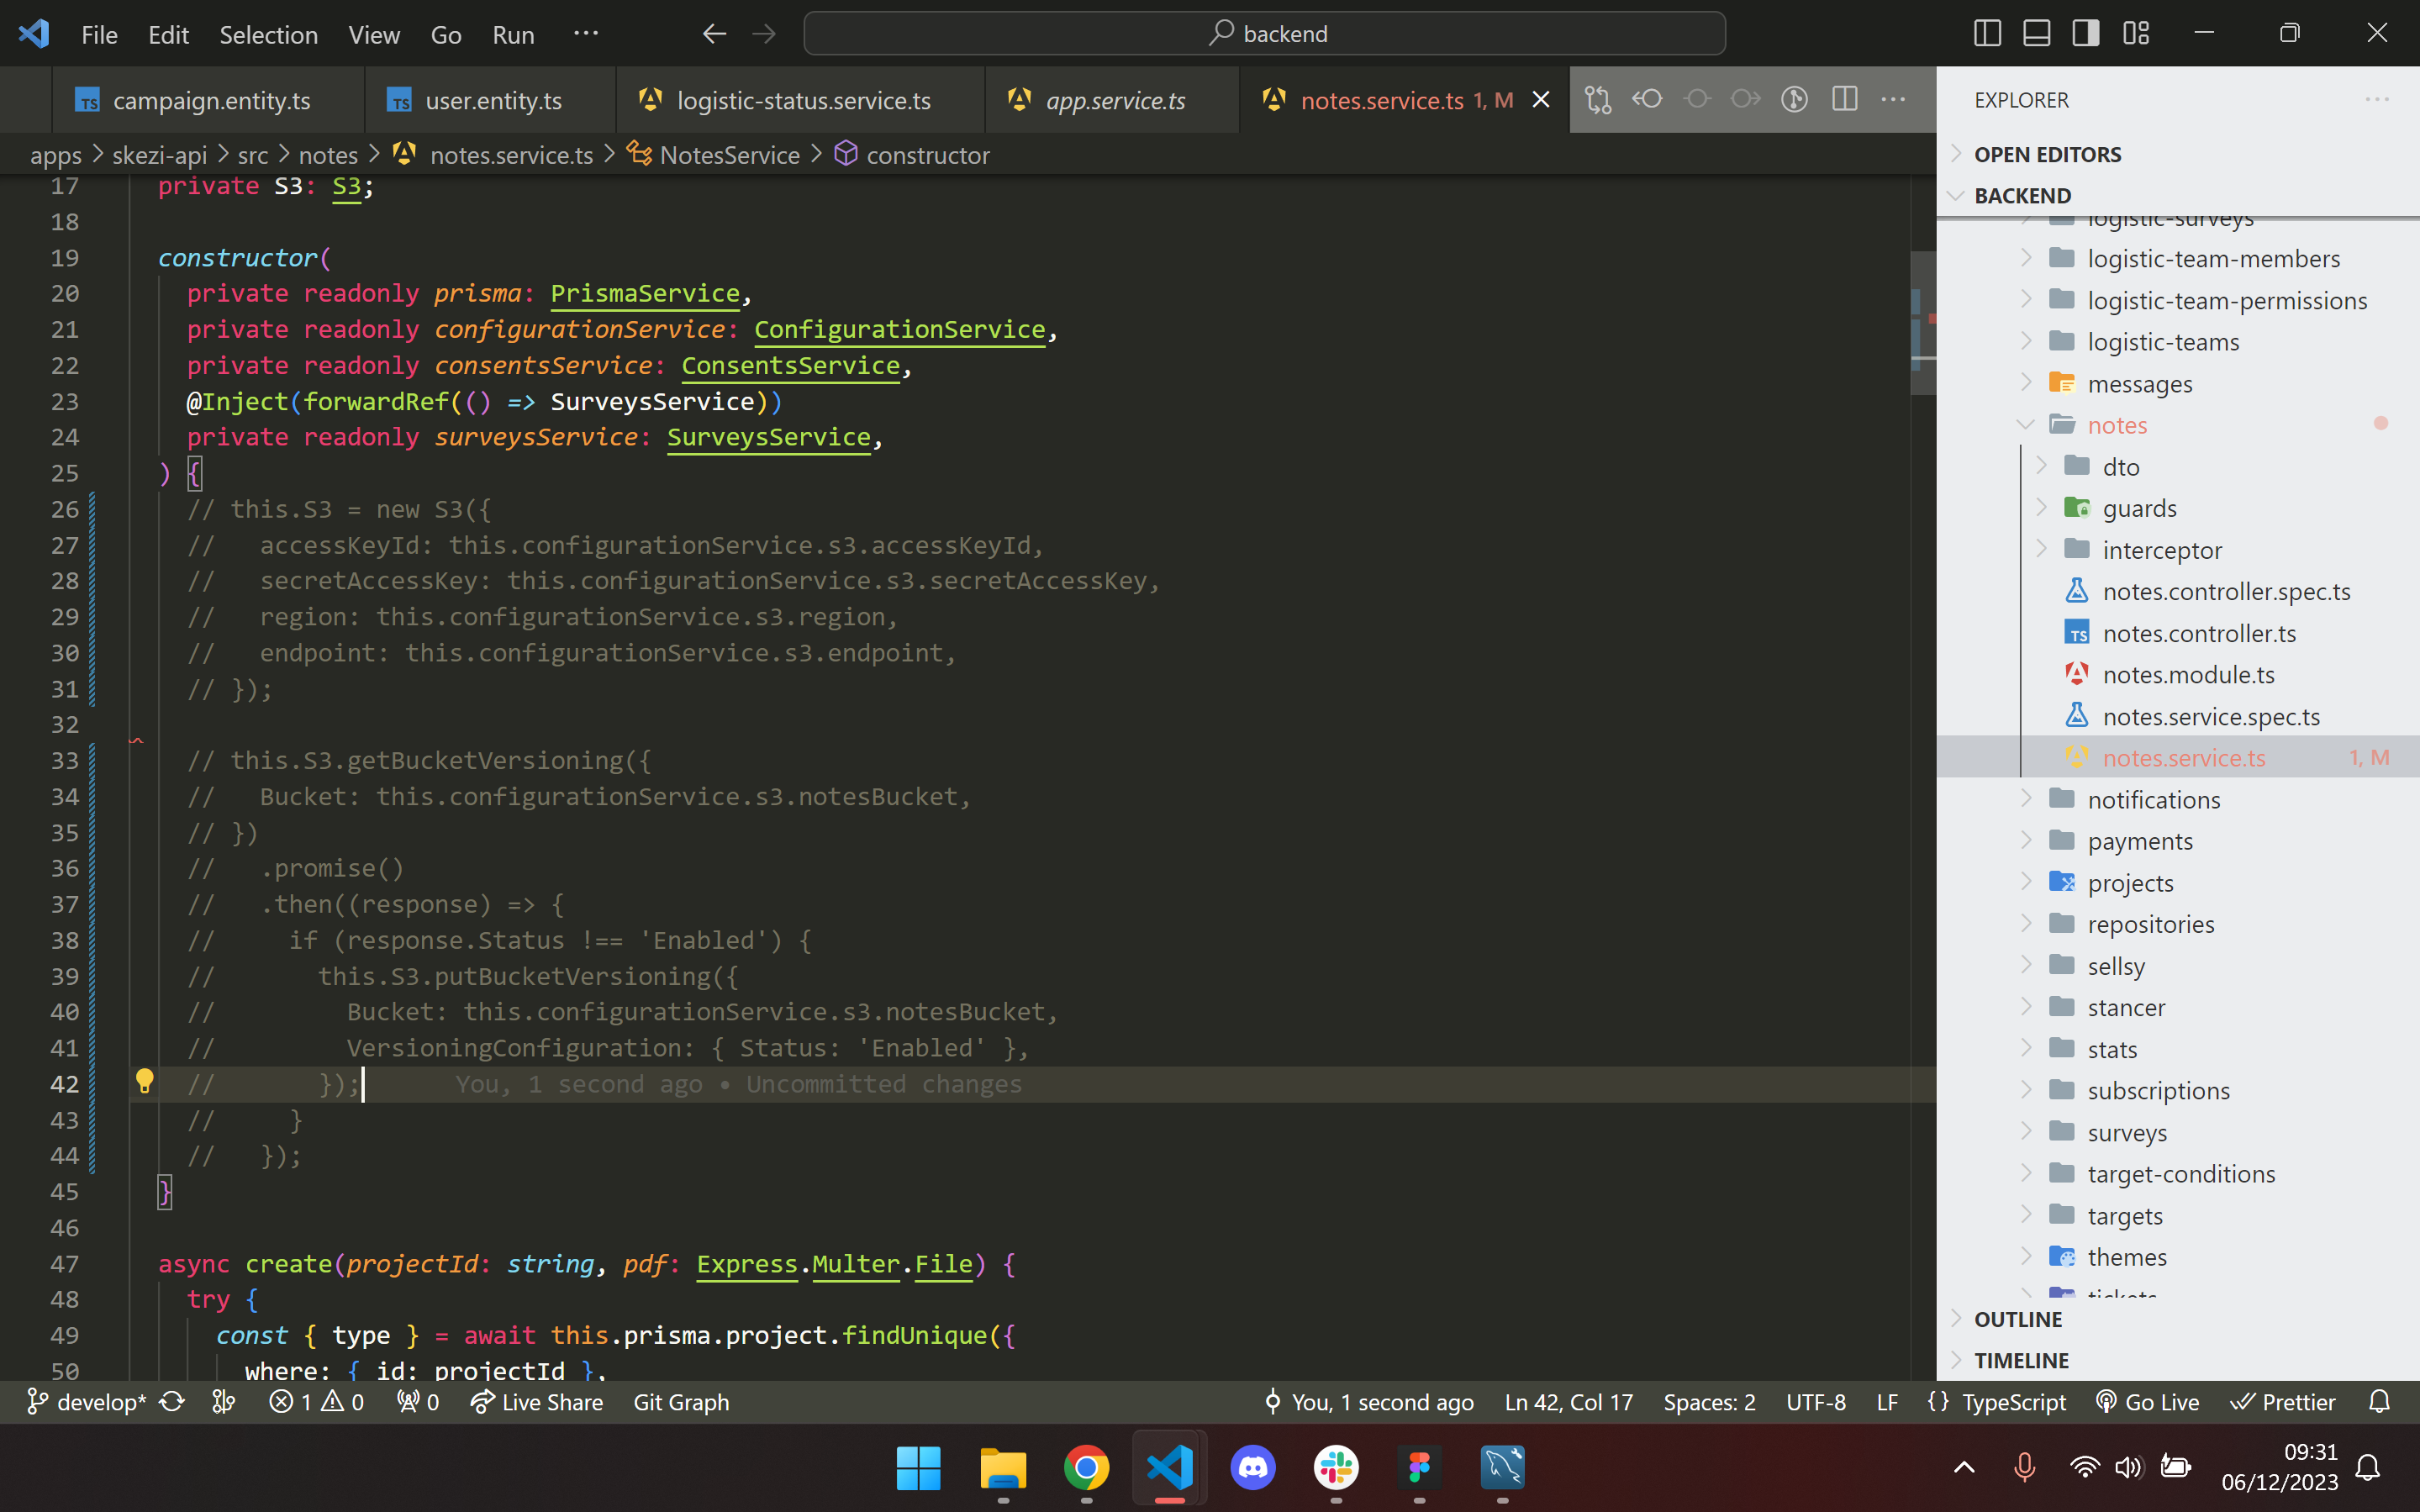 File Edit Selection View Go Run ···
backend
campaign.entity.ts
user.entity.ts
logistic-status.service.ts
app.service.ts
notes.service.ts 1, M
apps > skezi-api > src > notes > notes.service.ts > NotesService > constructor
17 private S3: S3;
18
19 constructor(
20 private readonly prisma: PrismaService,
21 private readonly configurationService: ConfigurationService,
22 private readonly consentsService: ConsentsService,
23 @Inject(forwardRef(() => SurveysService))
24 private readonly surveysService: SurveysService,
25 ) {
26 // this.S3 = new S3({
27 //   accessKeyId: this.configurationService.s3.accessKeyId,
28 //   secretAccessKey: this.configurationService.s3.secretAccessKey,
29 //   region: this.configurationService.s3.region,
30 //   endpoint: this.configurationService.s3.endpoint,
31 // });
32
33 // this.S3.getBucketVersioning({
34 //   Bucket: this.configurationService.s3.notesBucket,
35 // })
36 //   .promise()
37 //   .then((response) => {
38 //     if (response.Status !== 'Enabled') {
39 //       this.S3.putBucketVersioning({
40 //         Bucket: this.configurationService.s3.notesBucket,
41 //         VersioningConfiguration: { Status: 'Enabled' },
42 //       }); You, 1 second ago • Uncommitted changes
43 //     }
44 //   });
45 }
46
47 async create(projectId: string, pdf: Express.Multer.File) {
48 try {
49 const { type } = await this.prisma.project.findUnique({
50 where: { id: projectId },
EXPLORER
OPEN EDITORS
BACKEND
logistic-surveys
logistic-team-members
logistic-team-permissions
logistic-teams
messages
notes
dto
guards
interceptor
notes.controller.spec.ts
notes.controller.ts
notes.module.ts
notes.service.spec.ts
notes.service.ts 1, M
notifications
payments
projects
repositories
sellsy
stancer
stats
subscriptions
surveys
target-conditions
targets
themes
tickets
OUTLINE
TIMELINE
develop* 1 0 0 Live Share Git Graph You, 1 second ago Ln 42, Col 17 Spaces: 2 UTF-8 LF {} TypeScript Go Live Prettier
09:31
06/12/2023